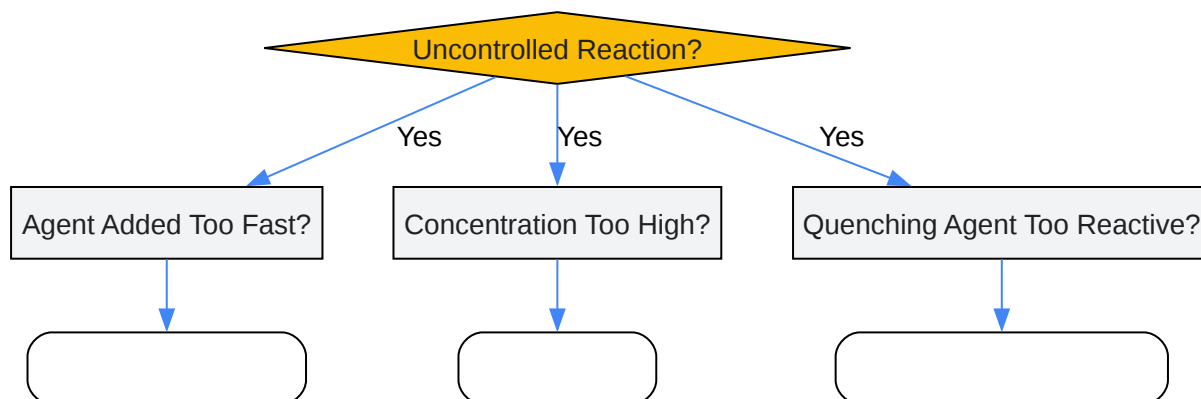 Uncontrolled Reaction?
Yes
Yes
Yes
Agent Added Too Fast?
Concentration Too High?
Quenching Agent Too Reactive?